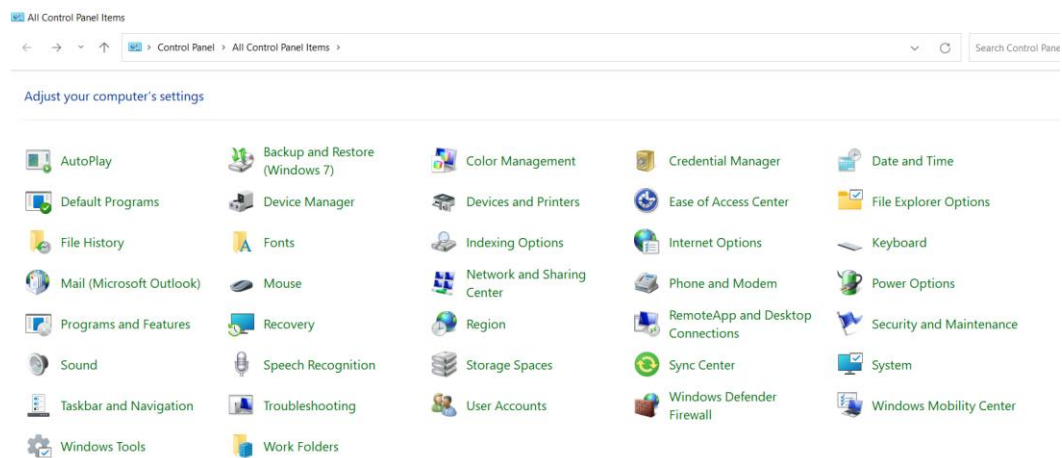 All Control Panel Items
Control Panel > All Control Panel Items >
Search Control Pane
Adjust your computer's settings
AutoPlay
Backup and Restore
(Windows 7)
Color Management
Credential Manager
Date and Time
Default Programs
Device Manager
Devices and Printers
Ease of Access Center
File Explorer Options
File History
Fonts
Indexing Options
Internet Options
Keyboard
Mail (Microsoft Outlook)
Mouse
Network and Sharing
Center
Phone and Modem
Power Options
Programs and Features
Recovery
Region
RemoteApp and Desktop
Connections
Security and Maintenance
Sound
Speech Recognition
Storage Spaces
Sync Center
System
Taskbar and Navigation
Troubleshooting
User Accounts
Windows Defender
Firewall
Windows Mobility Center
Windows Tools
Work Folders